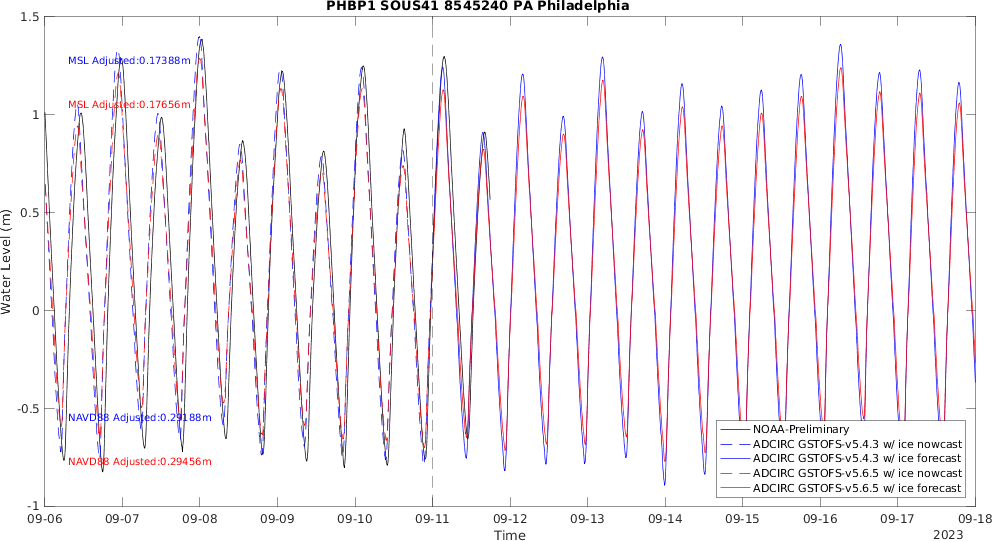 PHBP1 SOUS41 8545240 PA Philadelphia
1.5
1
0.5
0
-0.5
-1
Water Level (m)
MSL Adjusted:0.17388m
MSL Adjusted:0.17656m
NAVD88 Adjusted:0.29188m
NAVD88 Adjusted:0.29456m
NOAA-Preliminary
ADCIRC GSTOFS-v5.4.3 w/ ice nowcast
ADCIRC GSTOFS-v5.4.3 w/ ice forecast
ADCIRC GSTOFS-v5.6.5 w/ ice nowcast
ADCIRC GSTOFS-v5.6.5 w/ ice forecast
09-06 09-07 09-08 09-09 09-10 09-11 09-12 09-13 09-14 09-15 09-16 09-17 09-18
Time
2023